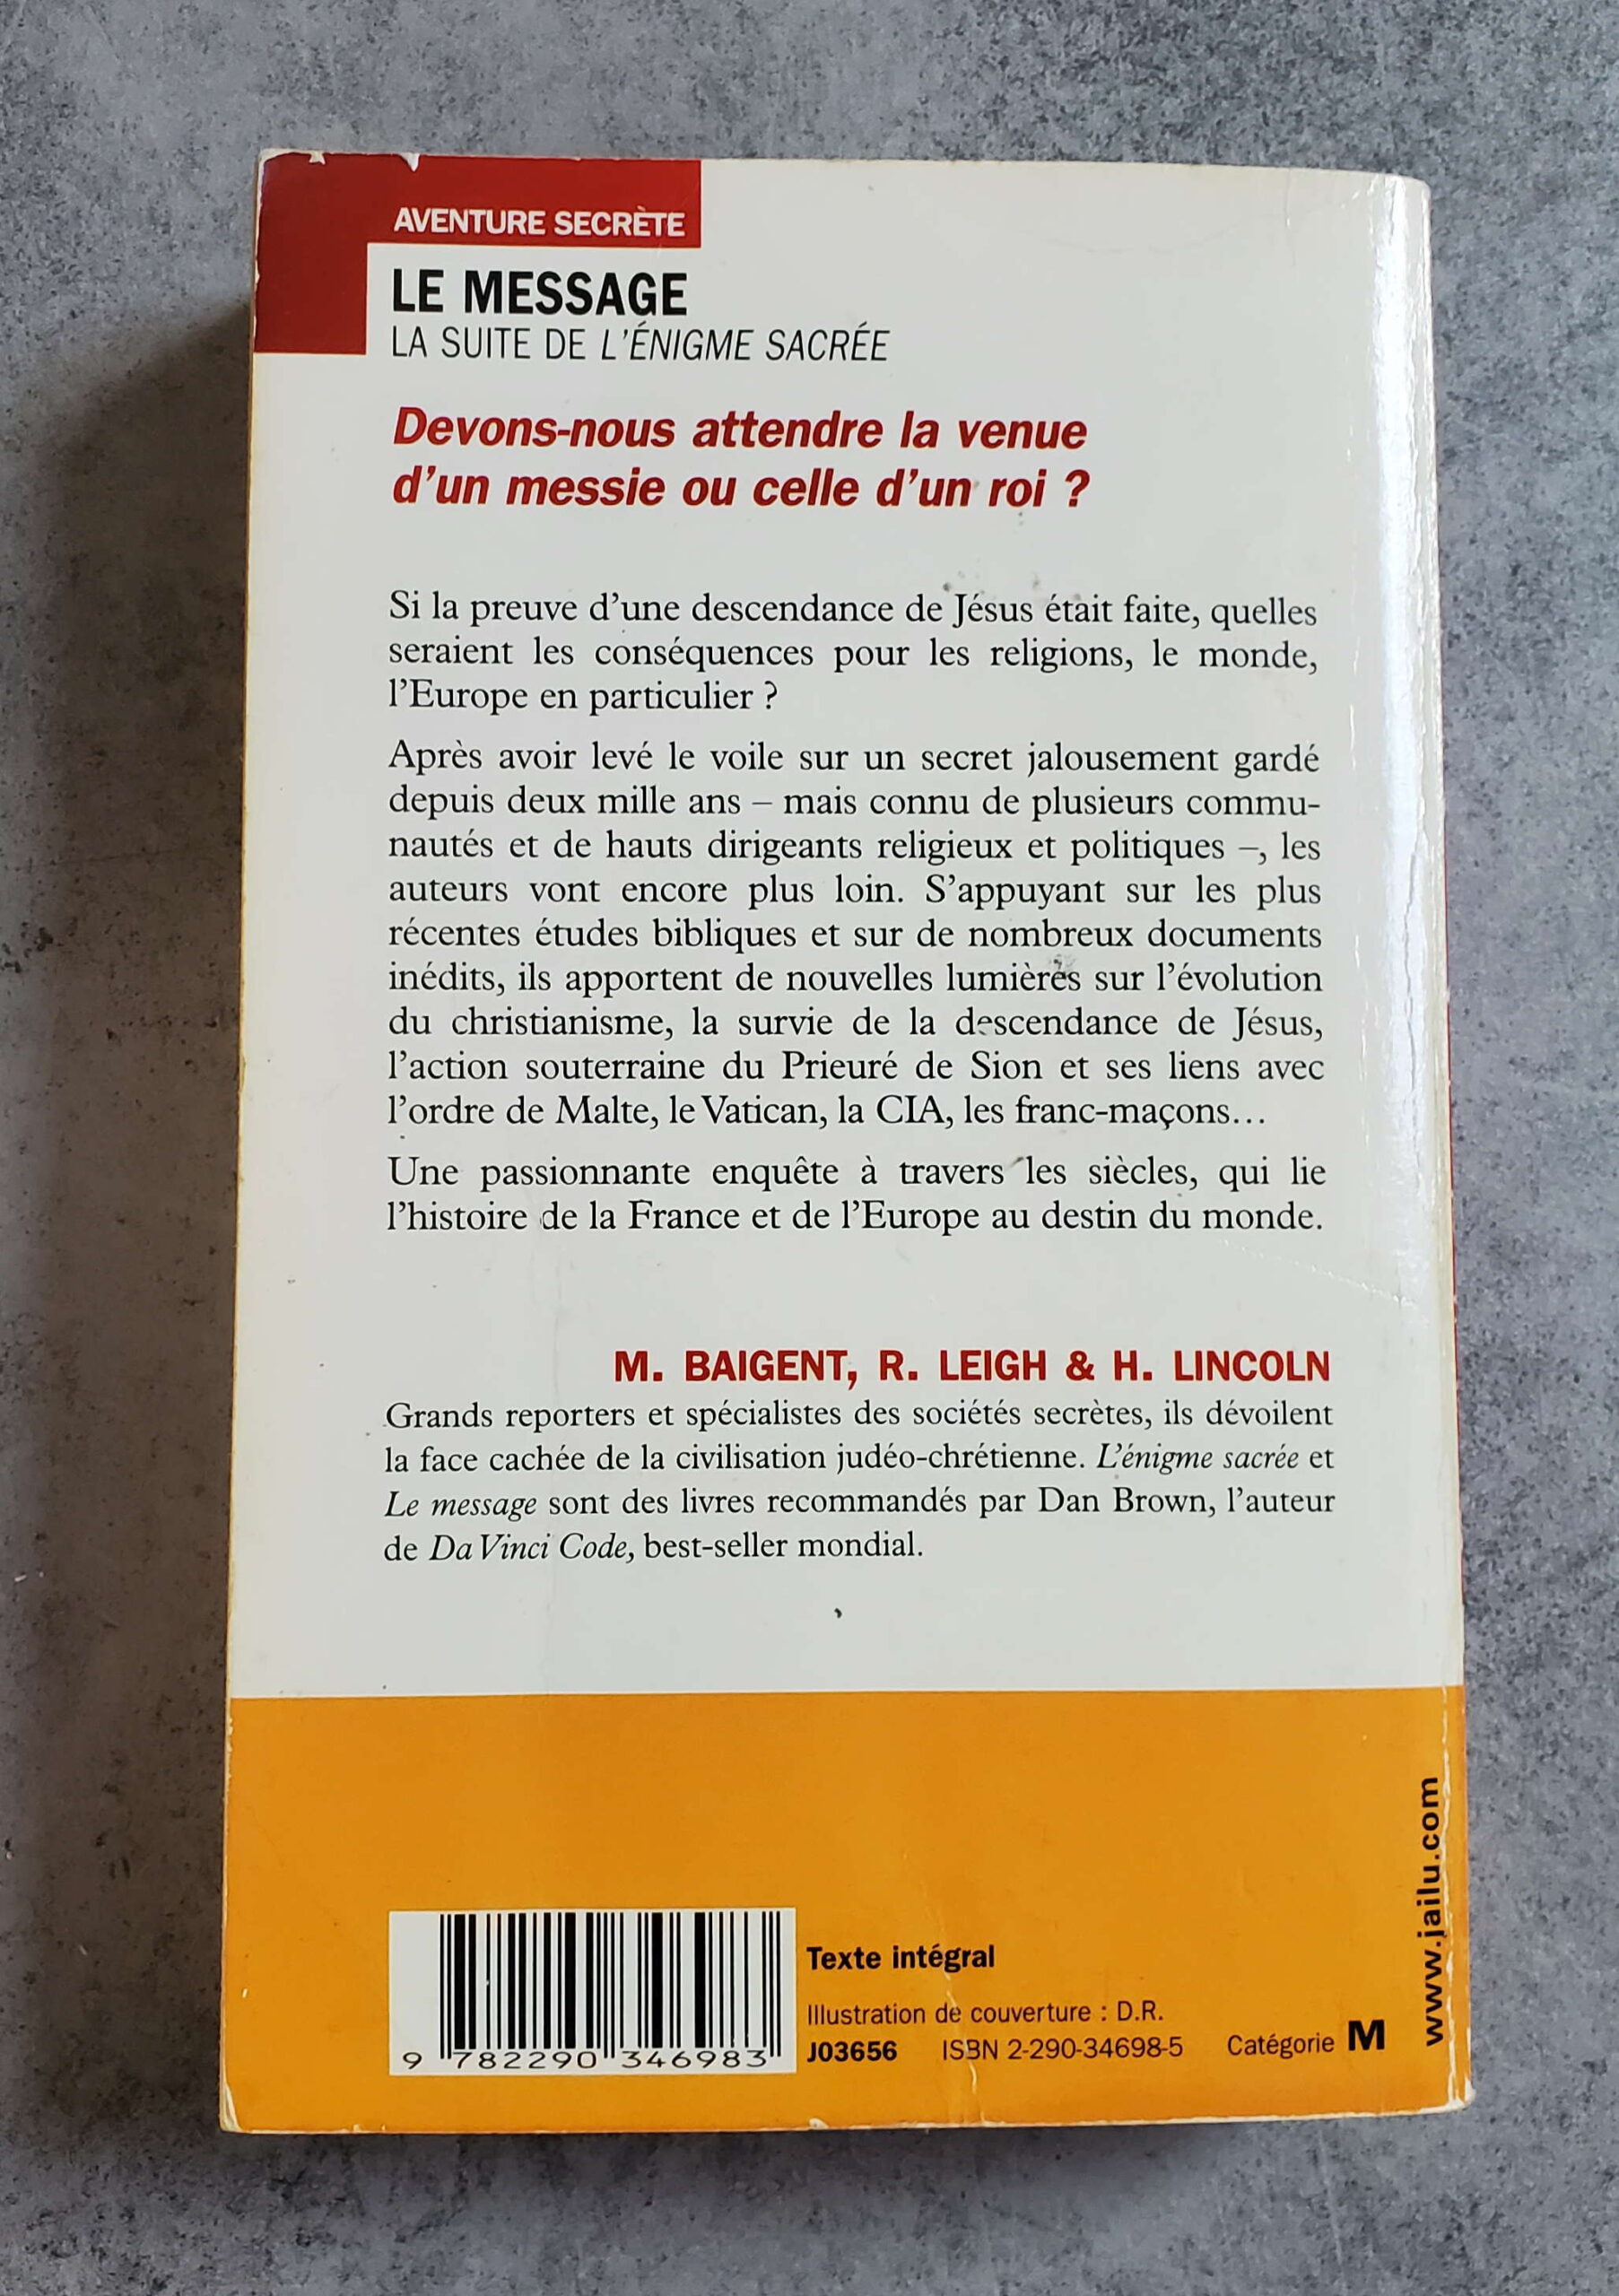 AVENTURE SECRÈTE
LE MESSAGE
LA SUITE DE L'ÉNIGME SACRÉE
Devons-nous attendre la venue
d'un messie ou celle d'un roi ?
Si la preuve d'une descendance de Jésus était faite, quelles
seraient les conséquences pour les religions, le monde,
l'Europe en particulier ?
Après avoir levé le voile sur un secret jalousement gardé
depuis deux mille ans – mais connu de plusieurs commu-
nautés et de hauts dirigeants religieux et politiques –, les
auteurs vont encore plus loin. S'appuyant sur les plus
récentes études bibliques et sur de nombreux documents
inédits, ils apportent de nouvelles lumières sur l'évolution
du christianisme, la survie de la descendance de Jésus,
l'action souterraine du Prieuré de Sion et ses liens avec
l'ordre de Malte, le Vatican, la CIA, les franc-maçons…
Une passionnante enquête à travers les siècles, qui lie
l'histoire de la France et de l'Europe au destin du monde.
M. BAIGENT, R. LEIGH & H. LINCOLN
Grands reporters et spécialistes des sociétés secrètes, ils dévoilent
la face cachée de la civilisation judéo-chrétienne. L'énigme sacrée et
Le message sont des livres recommandés par Dan Brown, l'auteur
de Da Vinci Code, best-seller mondial.
9 782290 346983
Texte intégral
Illustration de couverture : D.R.
J03656 ISBN 2-290-34698-5 Catégorie M
www.jailu.com